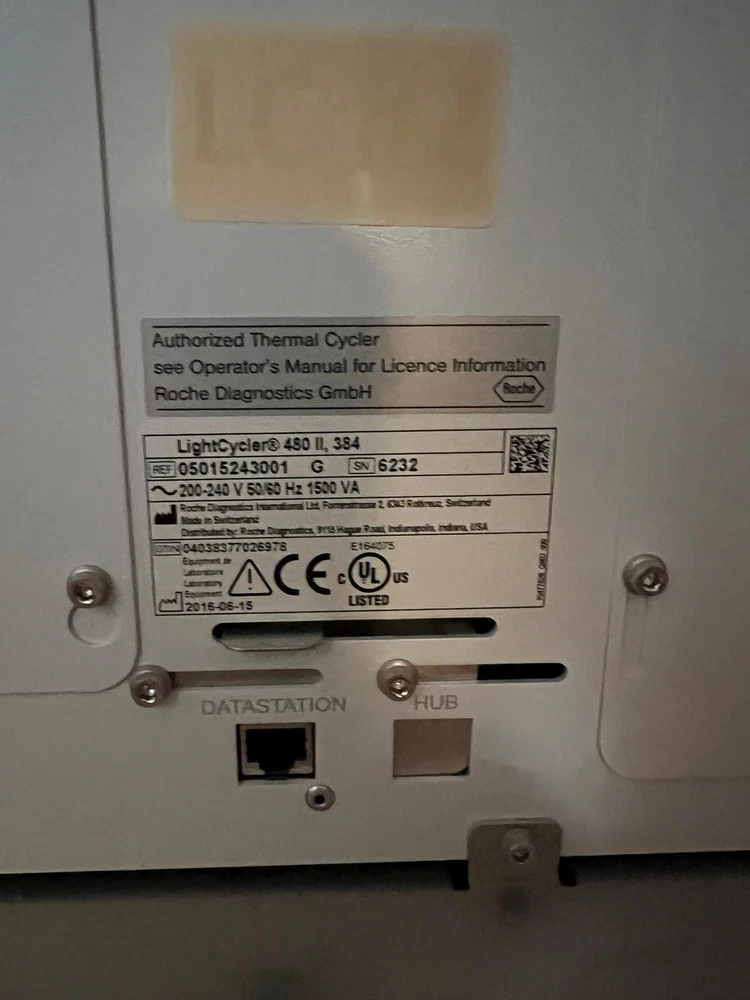 Authorized Thermal Cycler
see Operator's Manual for Licence Information
Roche Diagnostics GmbH
Roche
LightCycler® 480 II, 384
REF 05015243001 G SN 6232
200-240 V 50/60 Hz 1500 VA
Roche Diagnostics International Ltd, Forrenstrasse 2, 6343 Rotkreuz, Switzerland
Made in Switzerland
Distributed by: Roche Diagnostics, 9115 Hague Road, Indianapolis, Indiana, USA
GTIN 04038377026978
E164075
Equipment de
Laboratoire
Laboratory
Equipment
CE
C UL US
LISTED
2016-06-15
DATASTATION
HUB